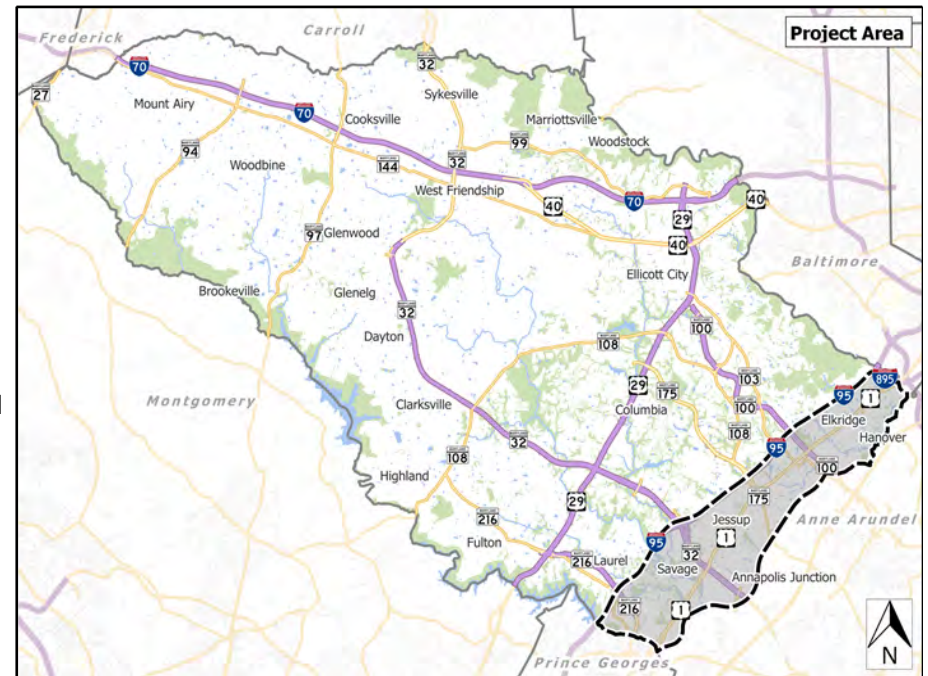 Project Area
Frederick
Carroll
70
32
27
Sykesville
Mount Airy
70
Cooksville
Marriottsville
MARYLAND 94
MARYLAND 99
Woodstock
Woodbine
MARYLAND 144
32
West Friendship
40
70
29
40
97
Glenwood
40
Ellicott City
Baltimore
Brookeville
Glenelg
32
Dayton
108
100
29
175
103
95
895
1
Montgomery
Clarksville
Columbia
100
Elkridge
108
Hanover
32
95
108
100
Highland
175
29
Jessup
Anne Arundel
216
95
1
Fulton
32
216
Laurel
Savage
Annapolis Junction
216
1
N
Prince Georges